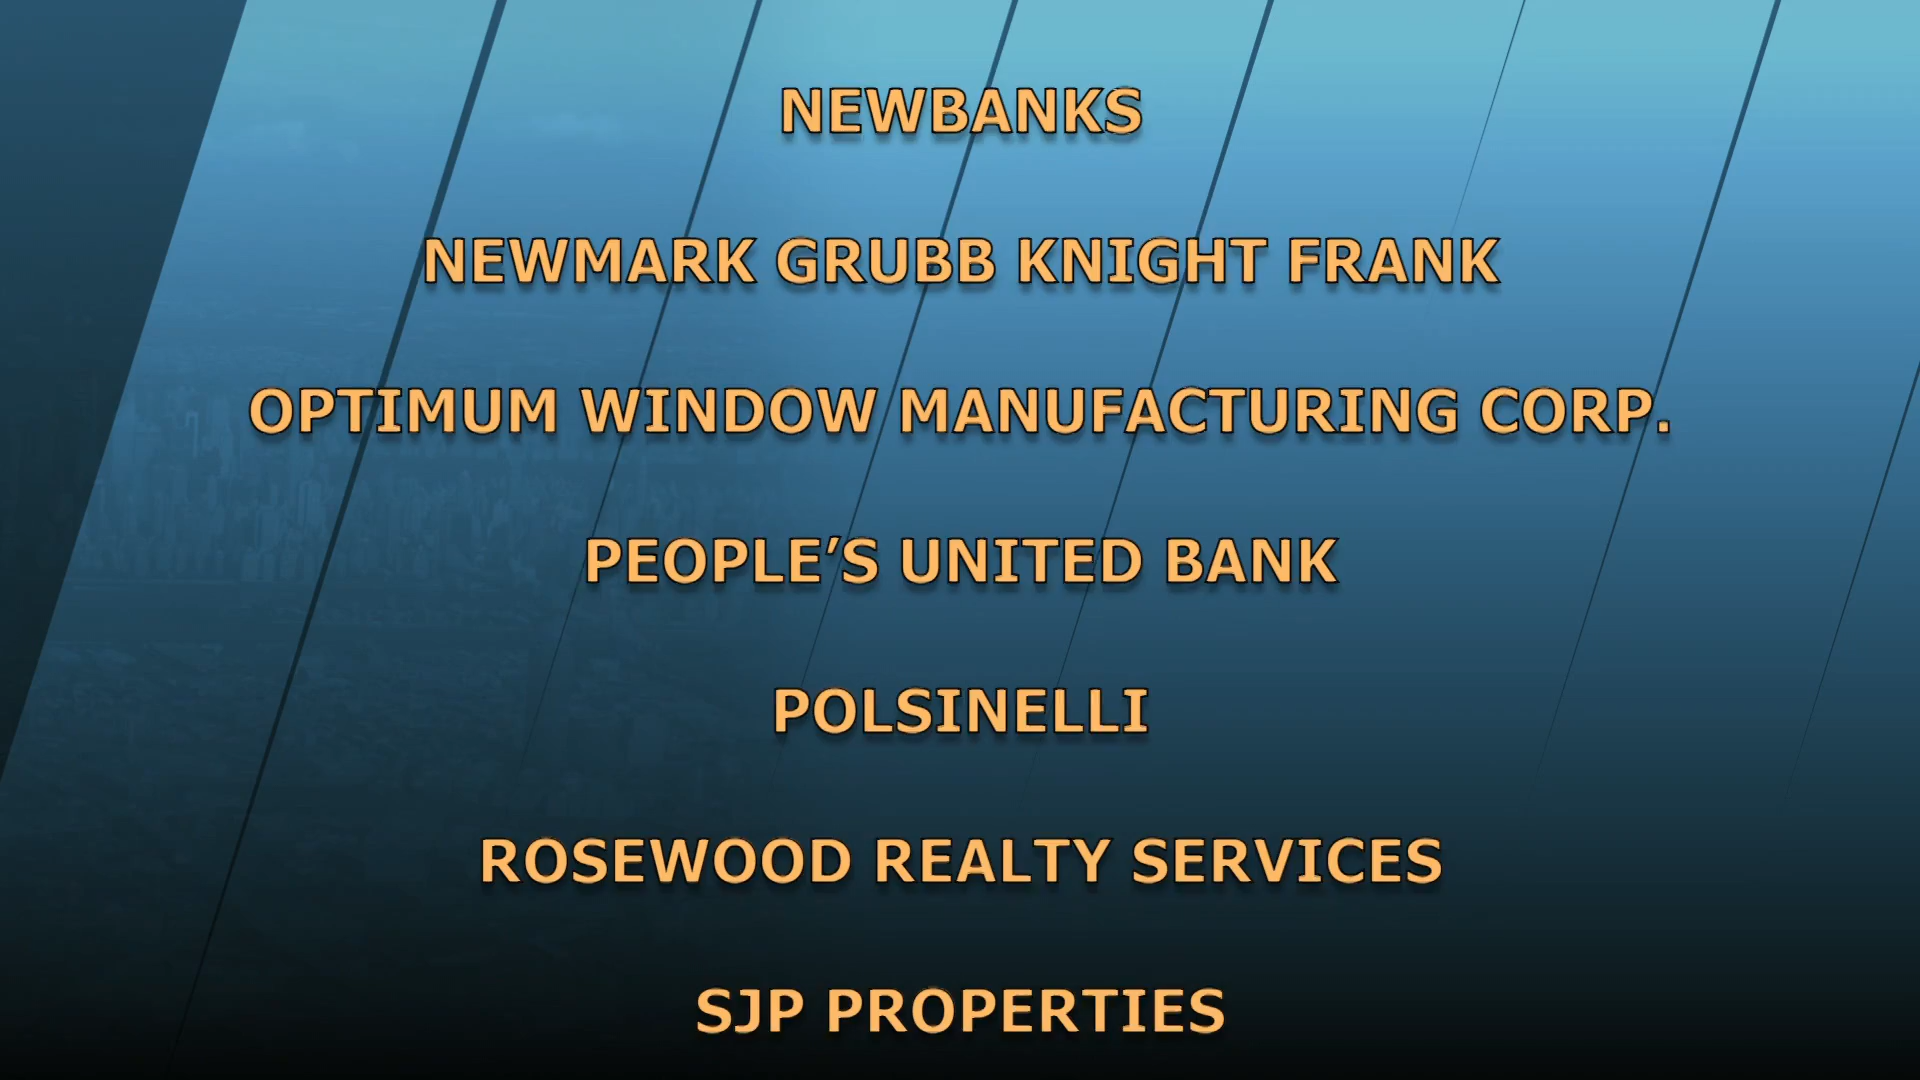 NEWBANKS
NEWMARK GRUBB KNIGHT FRANK
OPTIMUM WINDOW MANUFACTURING CORP.
PEOPLE’S UNITED BANK
POLSINELLI
ROSEWOOD REALTY SERVICES
SJP PROPERTIES